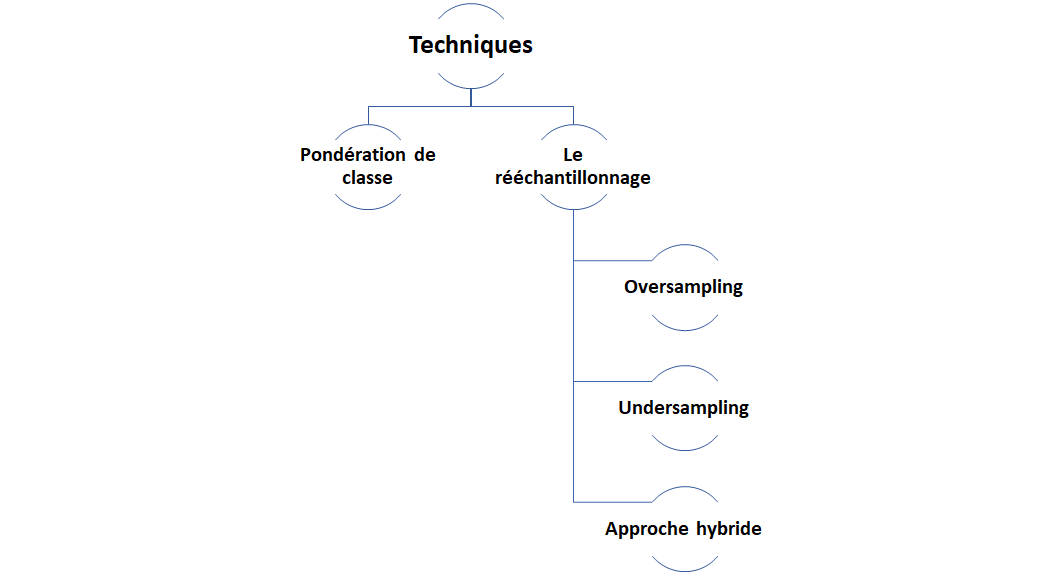 Techniques
Pondération de
classe
Le
rééchantillonnage
Oversampling
Undersampling
Approche hybride